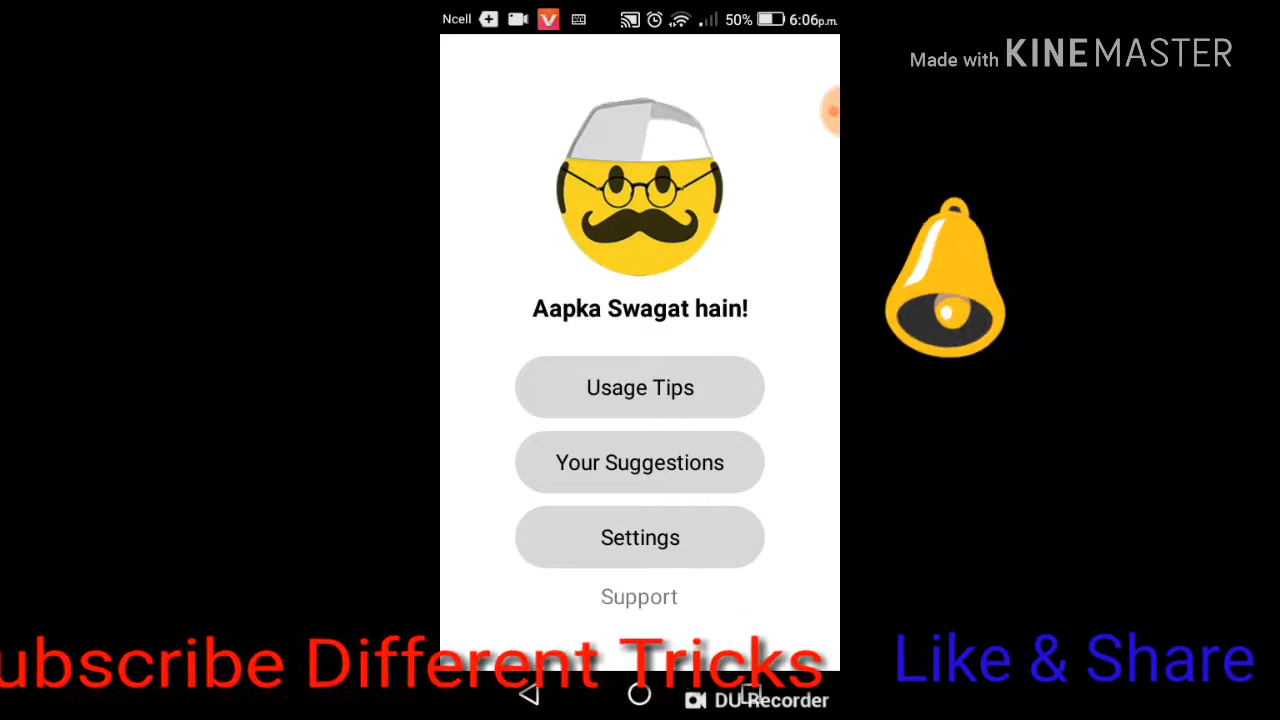 Ncell 50% 6:06p.m.
Made with KINEMASTER
Aapka Swagat hain!
Usage Tips
Your Suggestions
Settings
Support
ubscribe Different Tricks
Like & Share
DU Recorder